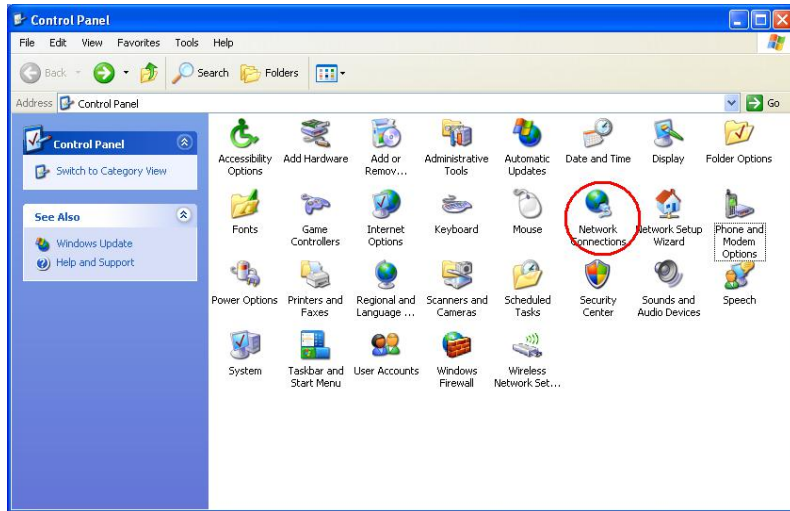 Control Panel
File Edit View Favorites Tools Help
Back Search Folders
Address Control Panel Go
Control Panel
Switch to Category View
See Also
Windows Update
Help and Support
Accessibility Options
Add Hardware
Add or Remov...
Administrative Tools
Automatic Updates
Date and Time
Display
Folder Options
Fonts
Game Controllers
Internet Options
Keyboard
Mouse
Network Connections
Network Setup Wizard
Phone and Modem Options
Power Options
Printers and Faxes
Regional and Language ...
Scanners and Cameras
Scheduled Tasks
Security Center
Sounds and Audio Devices
Speech
System
Taskbar and Start Menu
User Accounts
Windows Firewall
Wireless Network Set...